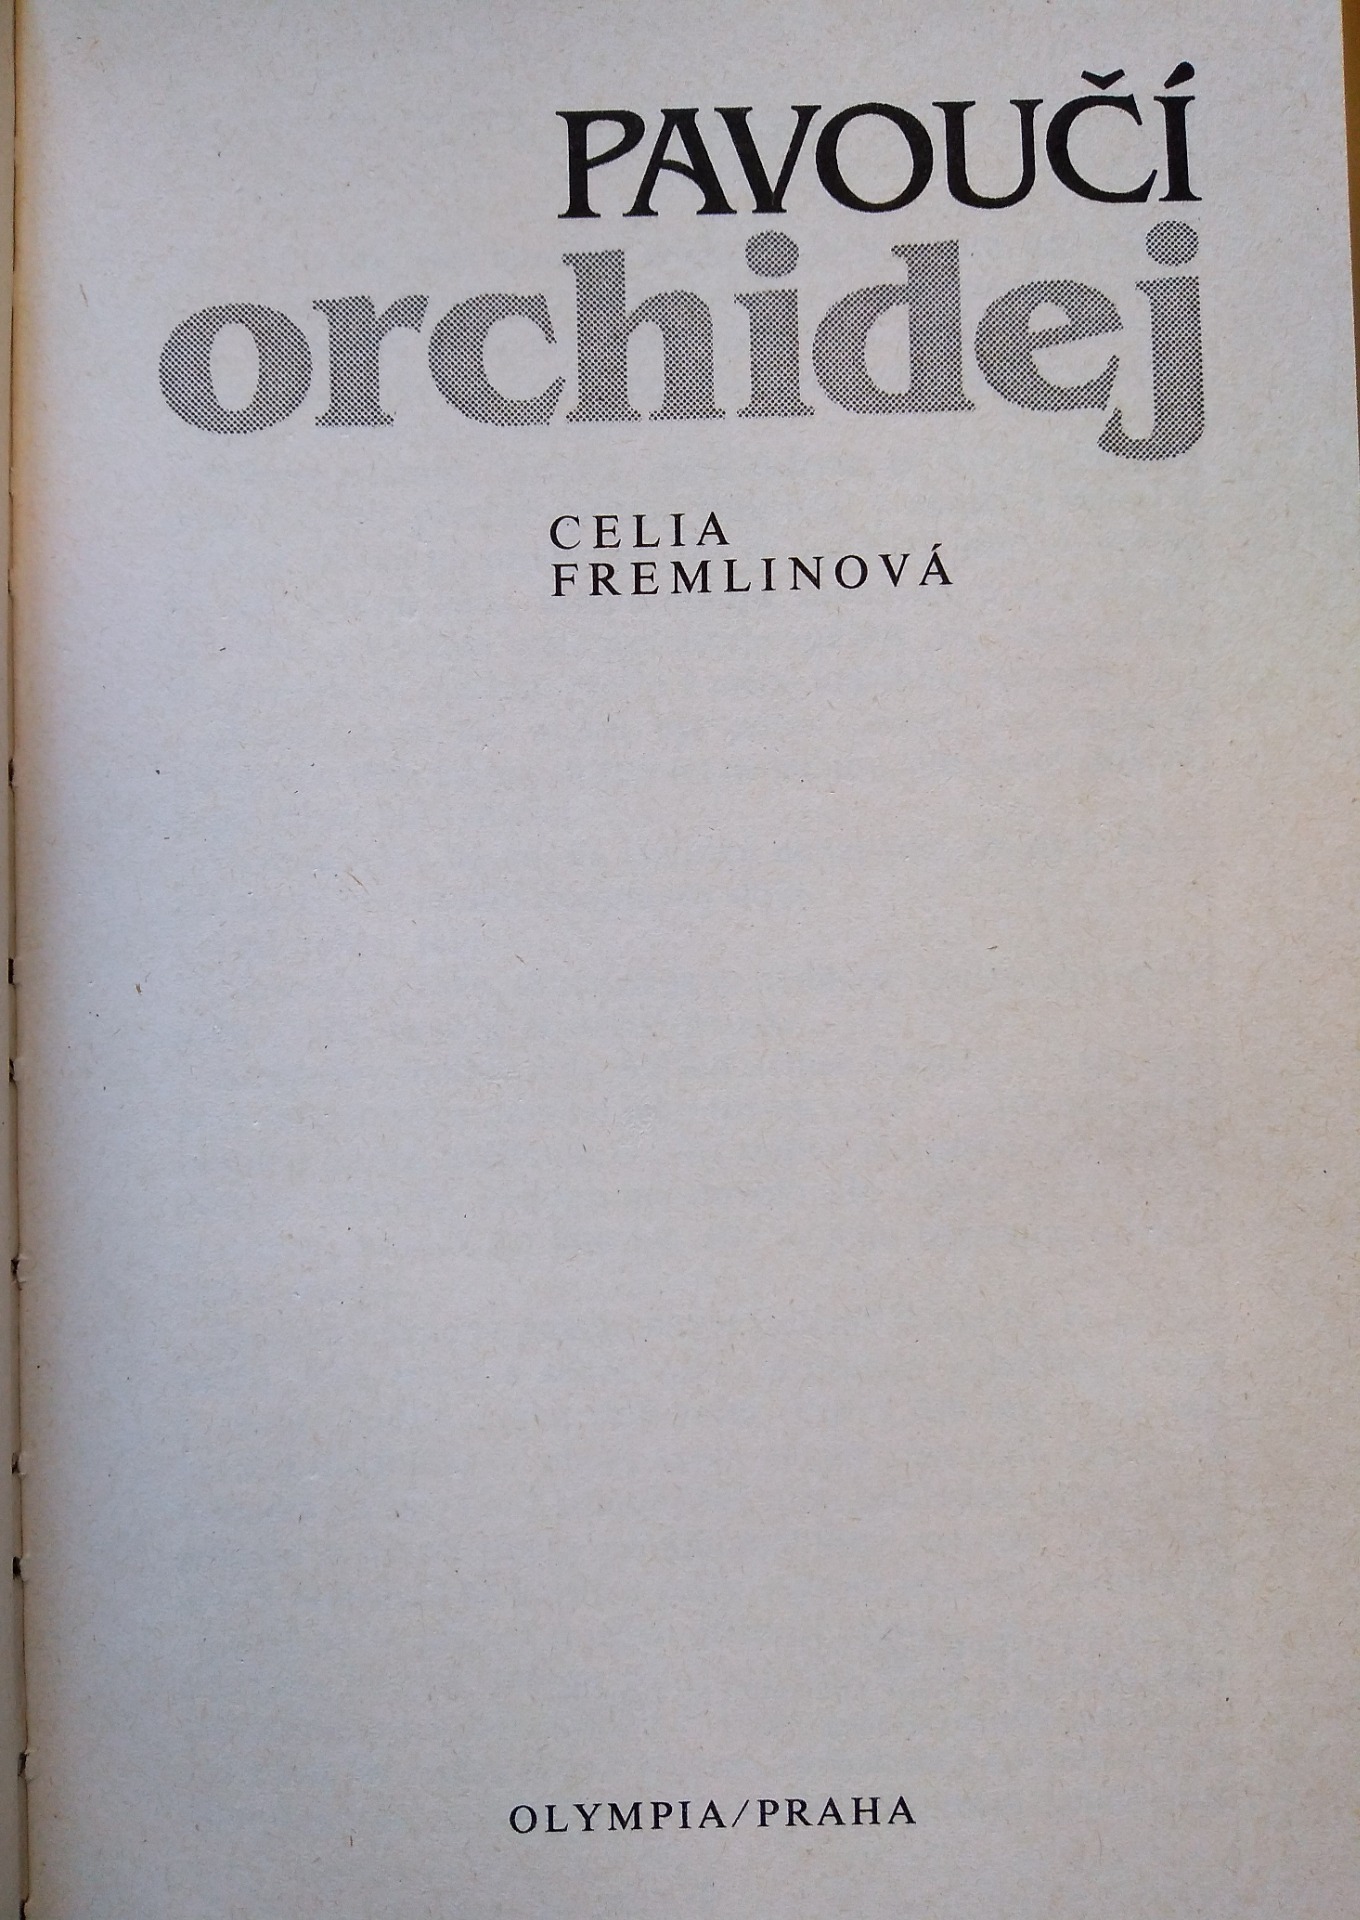 PAVOUČÍ
orchidej
CELIA
FREMLINOVÁ
OLYMPIA/PRAHA